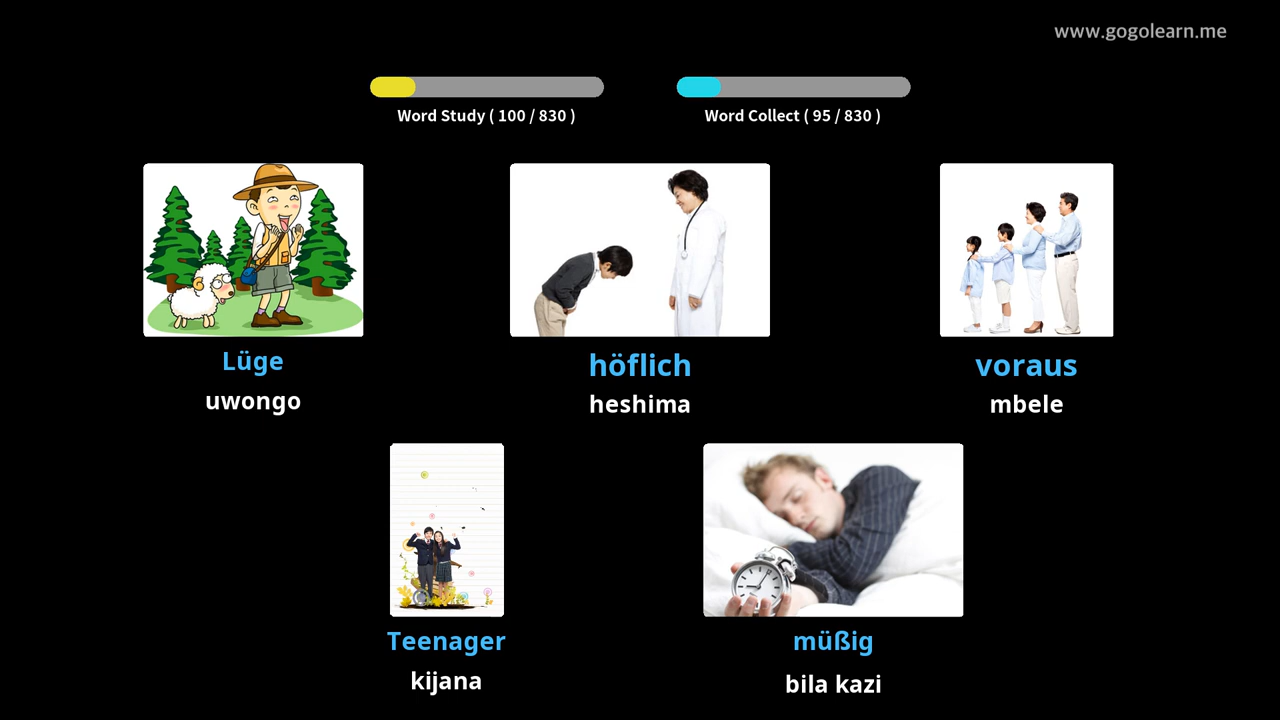 www.gogolearn.me
Word Study ( 100 / 830 )
Word Collect ( 95 / 830 )
Lüge
uwongo
höflich
heshima
voraus
mbele
Teenager
kijana
müßig
bila kazi